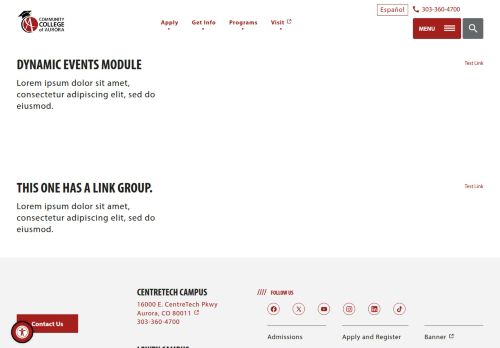 Español
303-360-4700
COMMUNITY
COLLEGE
of AURORA
Apply
Get Info
Programs
Visit
MENU
DYNAMIC EVENTS MODULE
Test Link
Lorem ipsum dolor sit amet,
consectetur adipiscing elit, sed do
eiusmod.
THIS ONE HAS A LINK GROUP.
Test Link
Lorem ipsum dolor sit amet,
consectetur adipiscing elit, sed do
eiusmod.
CENTRETECH CAMPUS
16000 E. CentreTech Pkwy
Aurora, CO 80011
303-360-4700
//// FOLLOW US
Contact Us
Admissions
Apply and Register
Banner
LOWRY CAMPUS